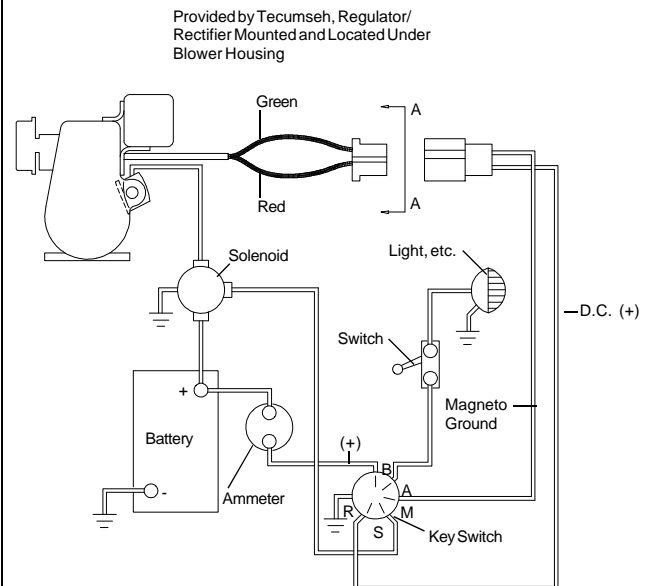 Provided by Tecumseh, Regulator/
Rectifier Mounted and Located Under
Blower Housing
Green
A
Red
A
Solenoid
Light, etc.
D.C. (+)
Switch
+
Magneto
Ground
Battery
(+)
B
-
Ammeter
A
R
M
S
Key Switch